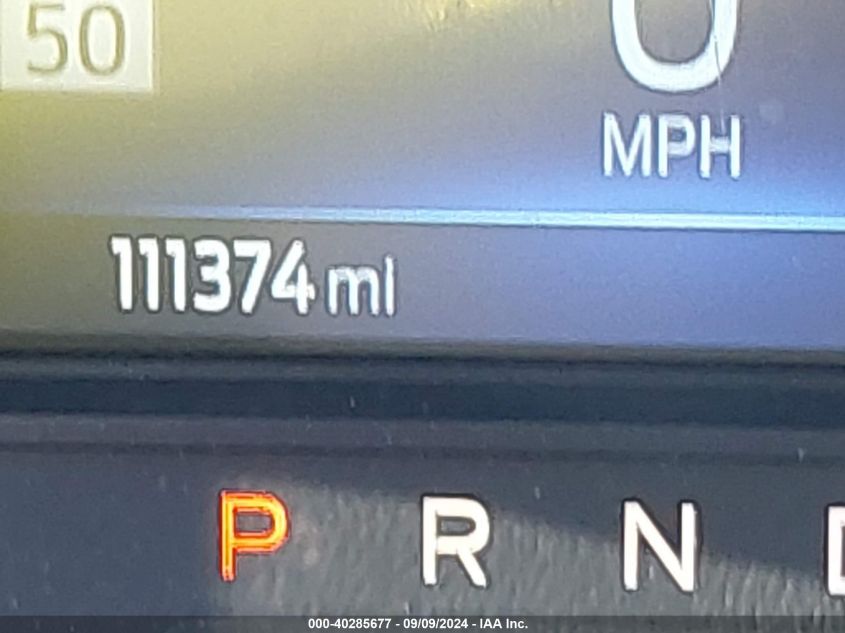 50
0
MPH
111374 mi
P R N D
000-40285677 - 09/09/2024 - IAA Inc.